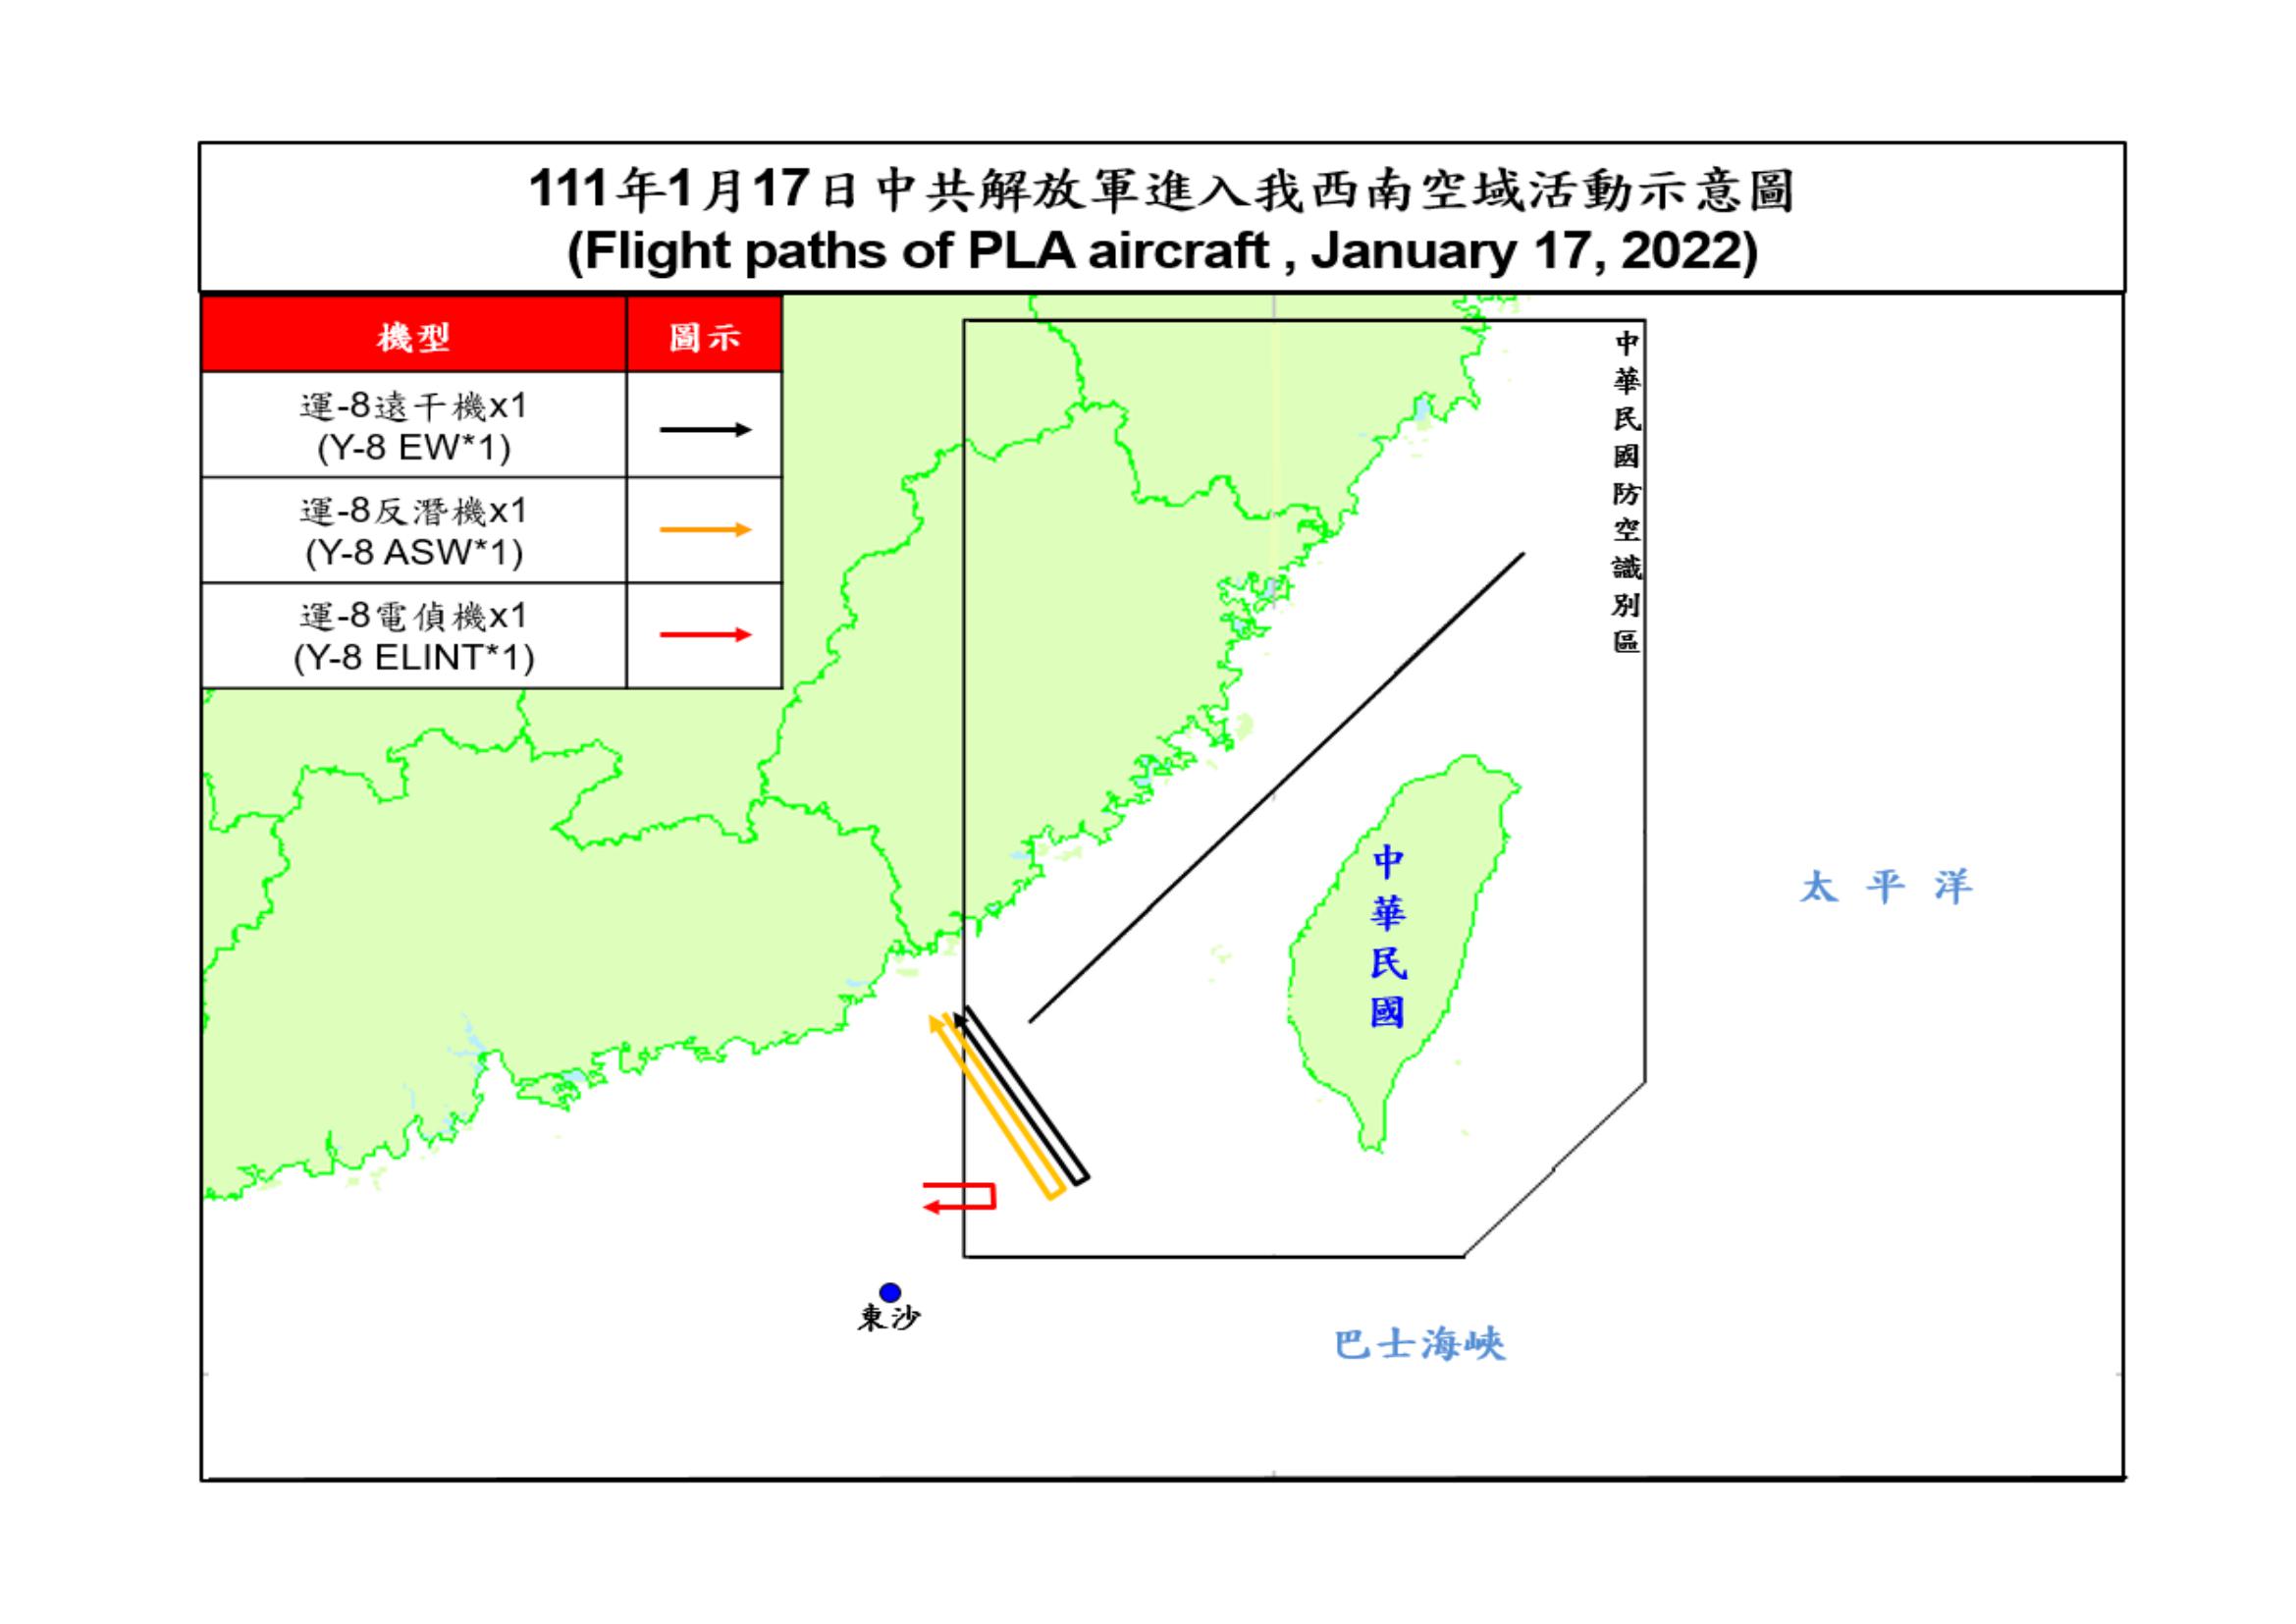 111年1月17日中共解放軍進入我西南空域活動示意圖
(Flight paths of PLA aircraft , January 17, 2022)
機型 圖示
運-8遠干機x1
(Y-8 EW*1)
運-8反潛機x1
(Y-8 ASW*1)
運-8電偵機x1
(Y-8 ELINT*1)
中華民國防空識別區
中華民國
太平洋
東沙
巴士海峽